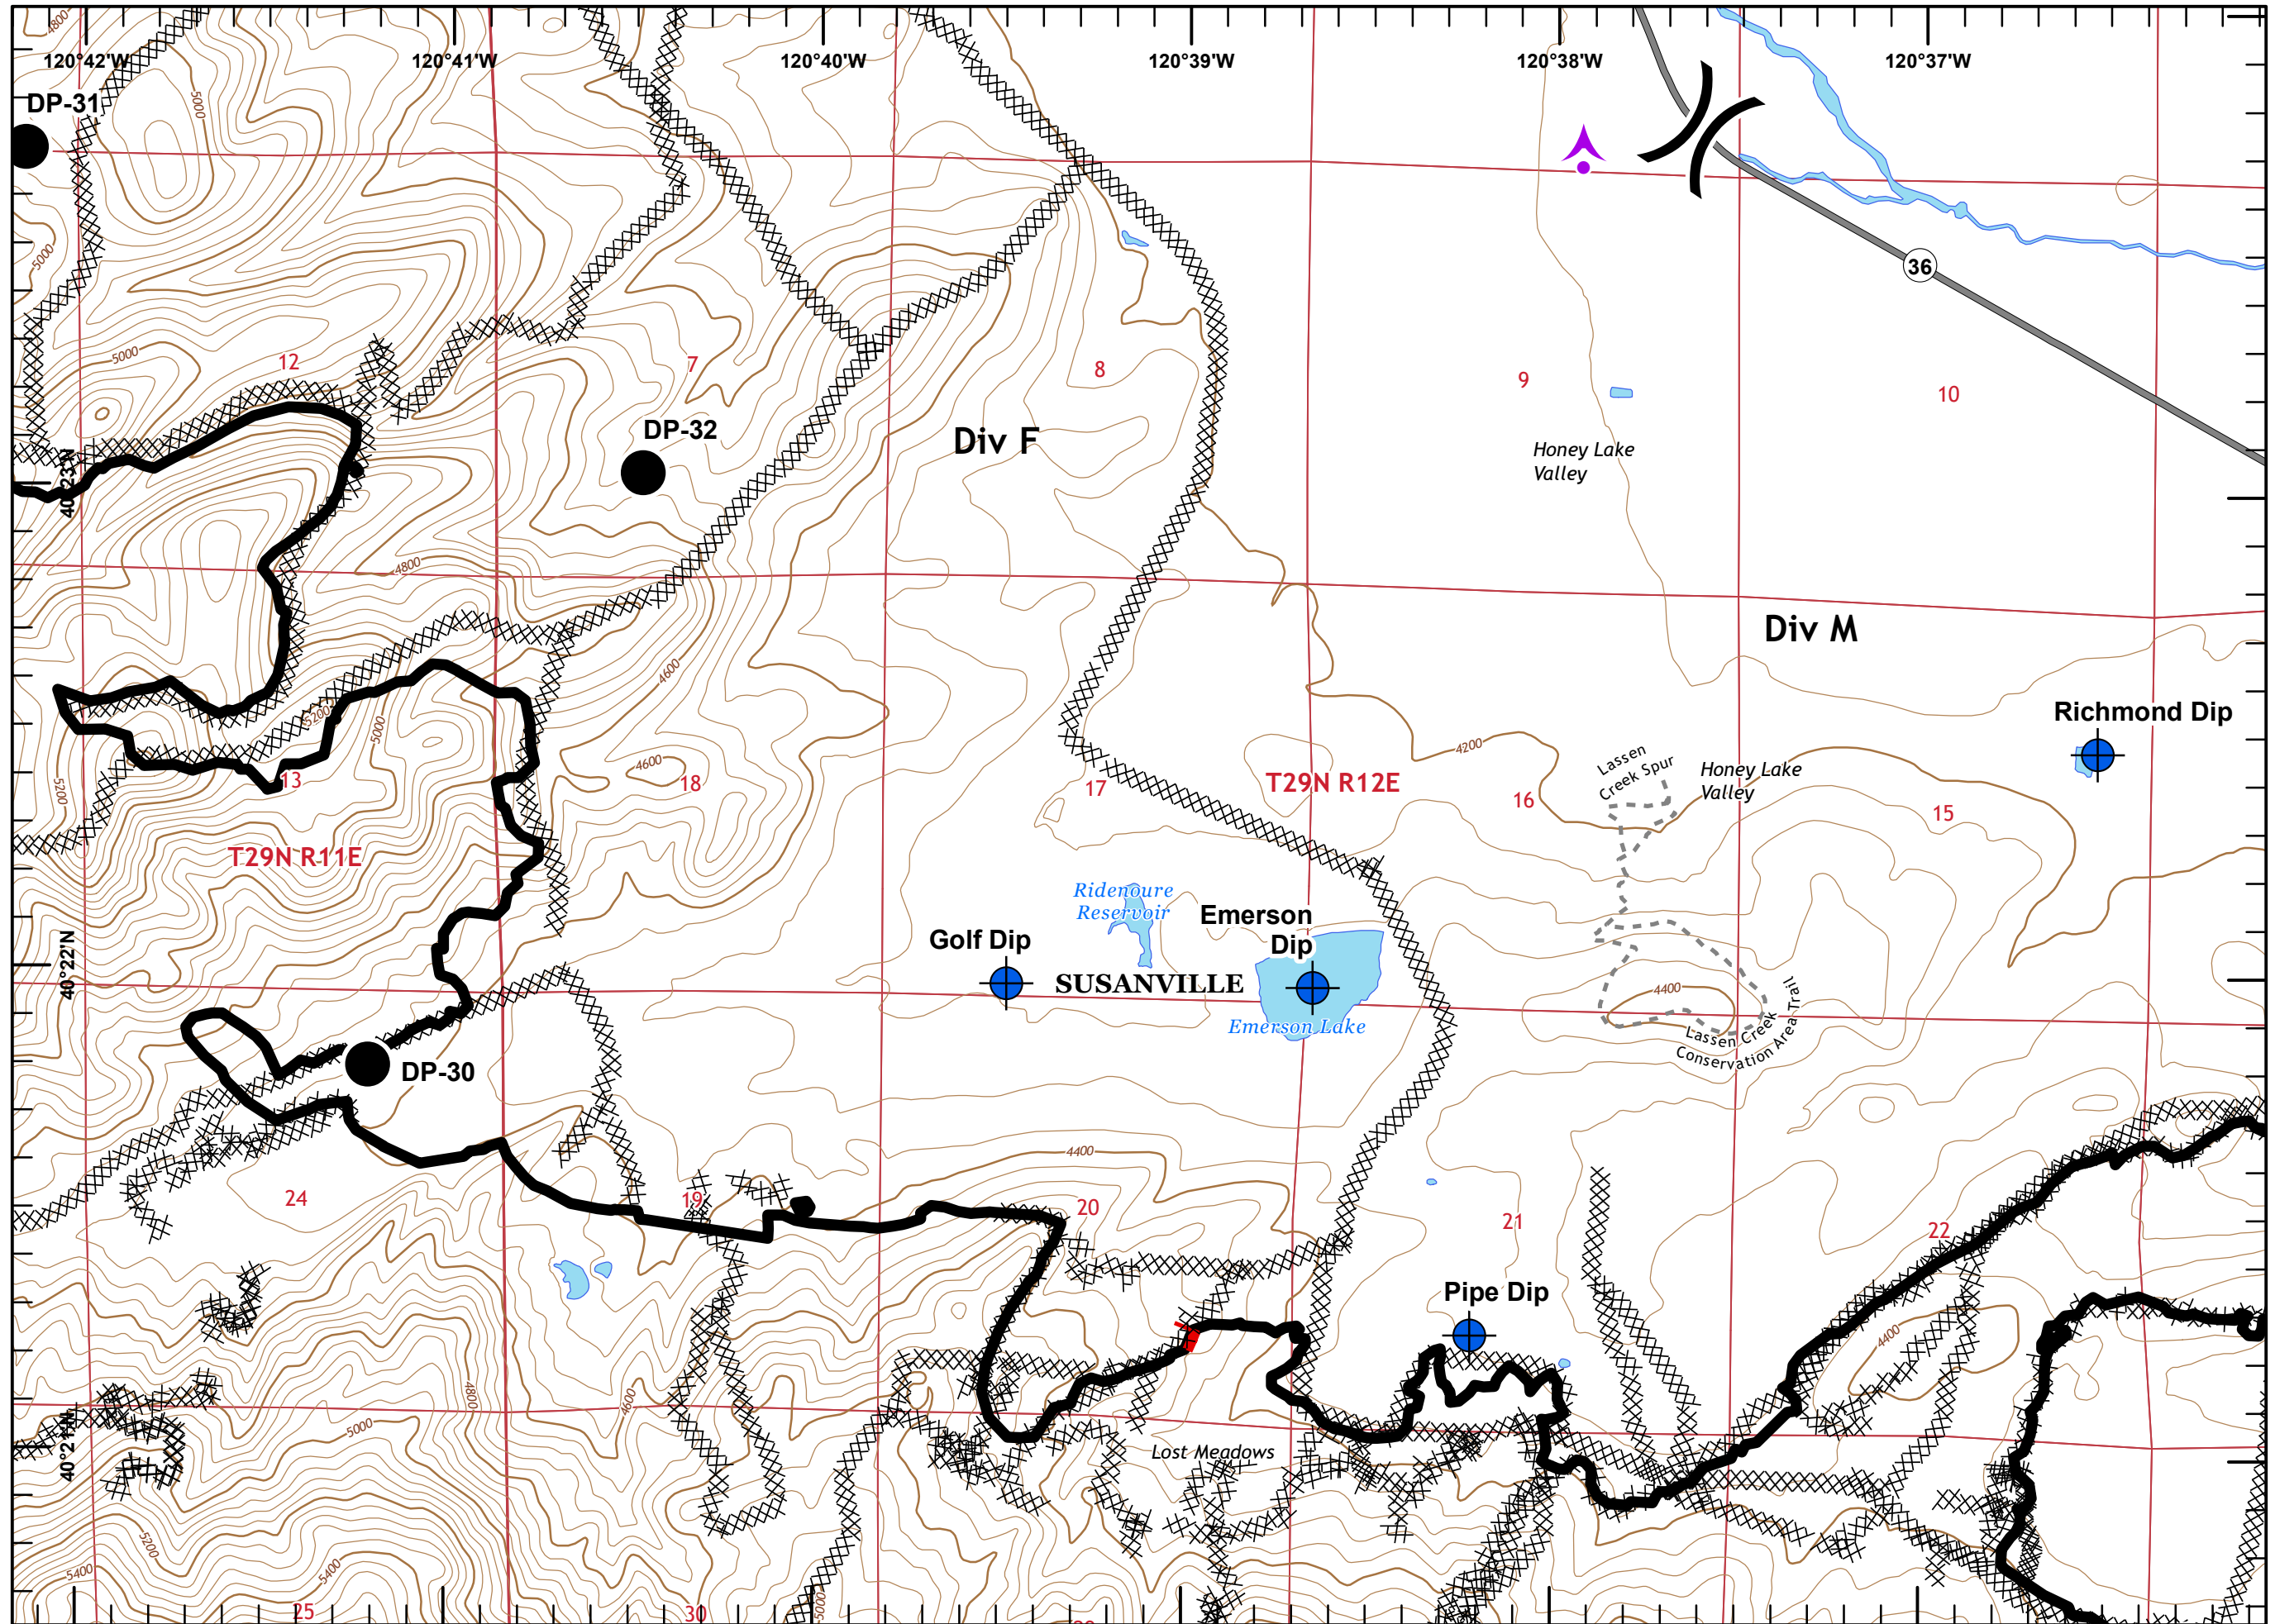 4800
120°42'W
120°41'W
120°40'W
120°39'W
120°38'W
120°37'W
DP-31
5000
5000
36
5000
12
7
8
9
10
DP-32
Div F
Honey Lake
Valley
40°23'N
4800
Div M
4600
5200
5000
Richmond Dip
4200
Lassen
Creek Spur
Honey Lake
Valley
4600
18
13
17
T29N R12E
16
15
5200
T29N R11E
Ridenoure
Reservoir
Emerson
Dip
Golf Dip
SUSANVILLE
40°22'N
4400
Emerson Lake
Lassen Creek
Conservation Area Trail
DP-30
4400
24
19
20
21
22
Pipe Dip
4400
4800
4600
5000
40°21'N
Lost Meadows
5200
5400
5400
5000
25
30